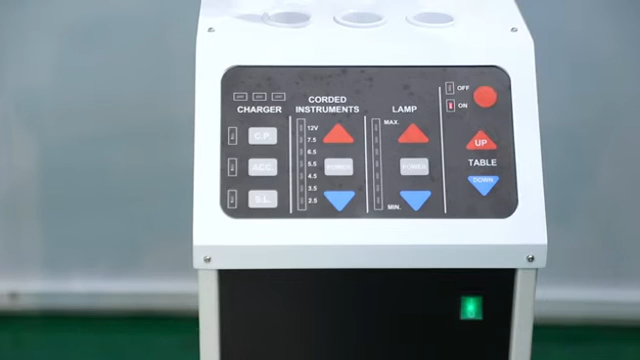 CHARGER
C.P.
ACC
S.L.
CORDED
INSTRUMENTS
12V
7.5
6.5
5.5
4.5
3.5
2.5
POWER
LAMP
MAX.
POWER
MIN.
OFF
ON
UP
TABLE
DOWN